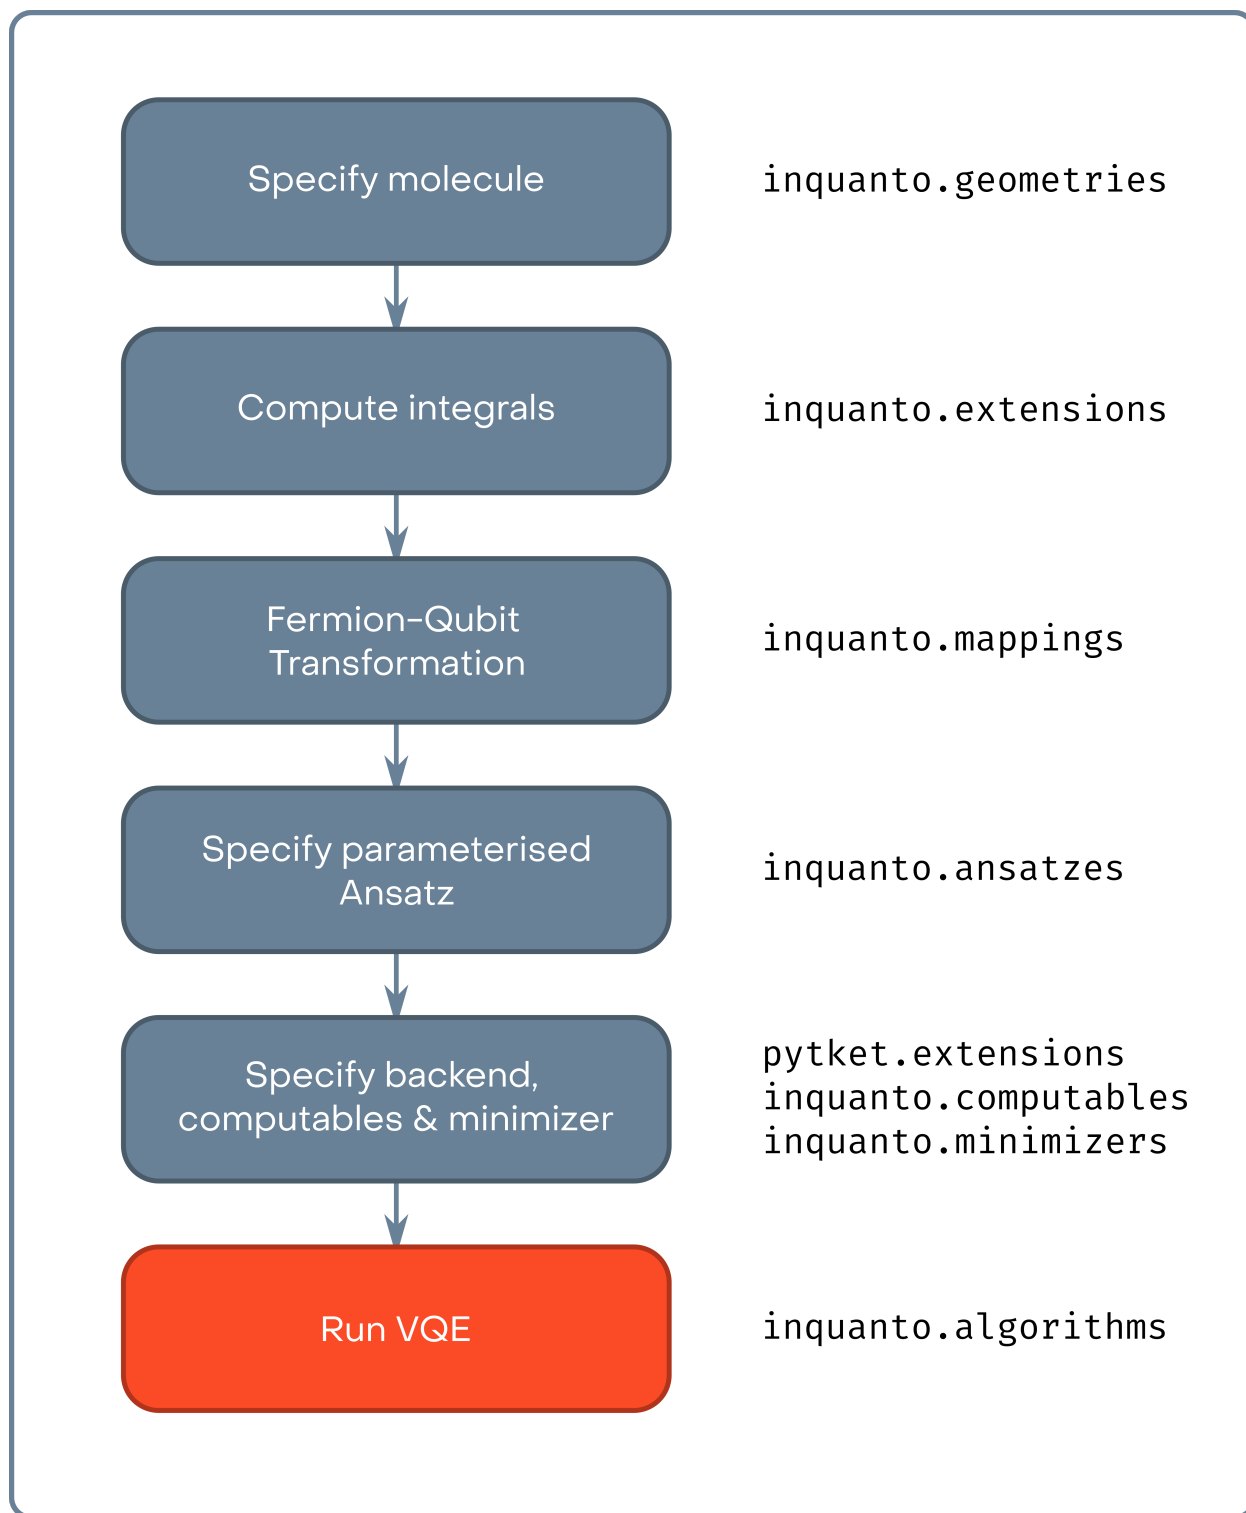 Specify molecule
inquanto.geometries
Compute integrals
inquanto.extensions
Fermion-Qubit
Transformation
inquanto.mappings
Specify parameterised
Ansatz
inquanto.ansatzes
Specify backend,
computables & minimizer
pytket.extensions
inquanto.computables
inquanto.minimizers
Run VQE
inquanto.algorithms